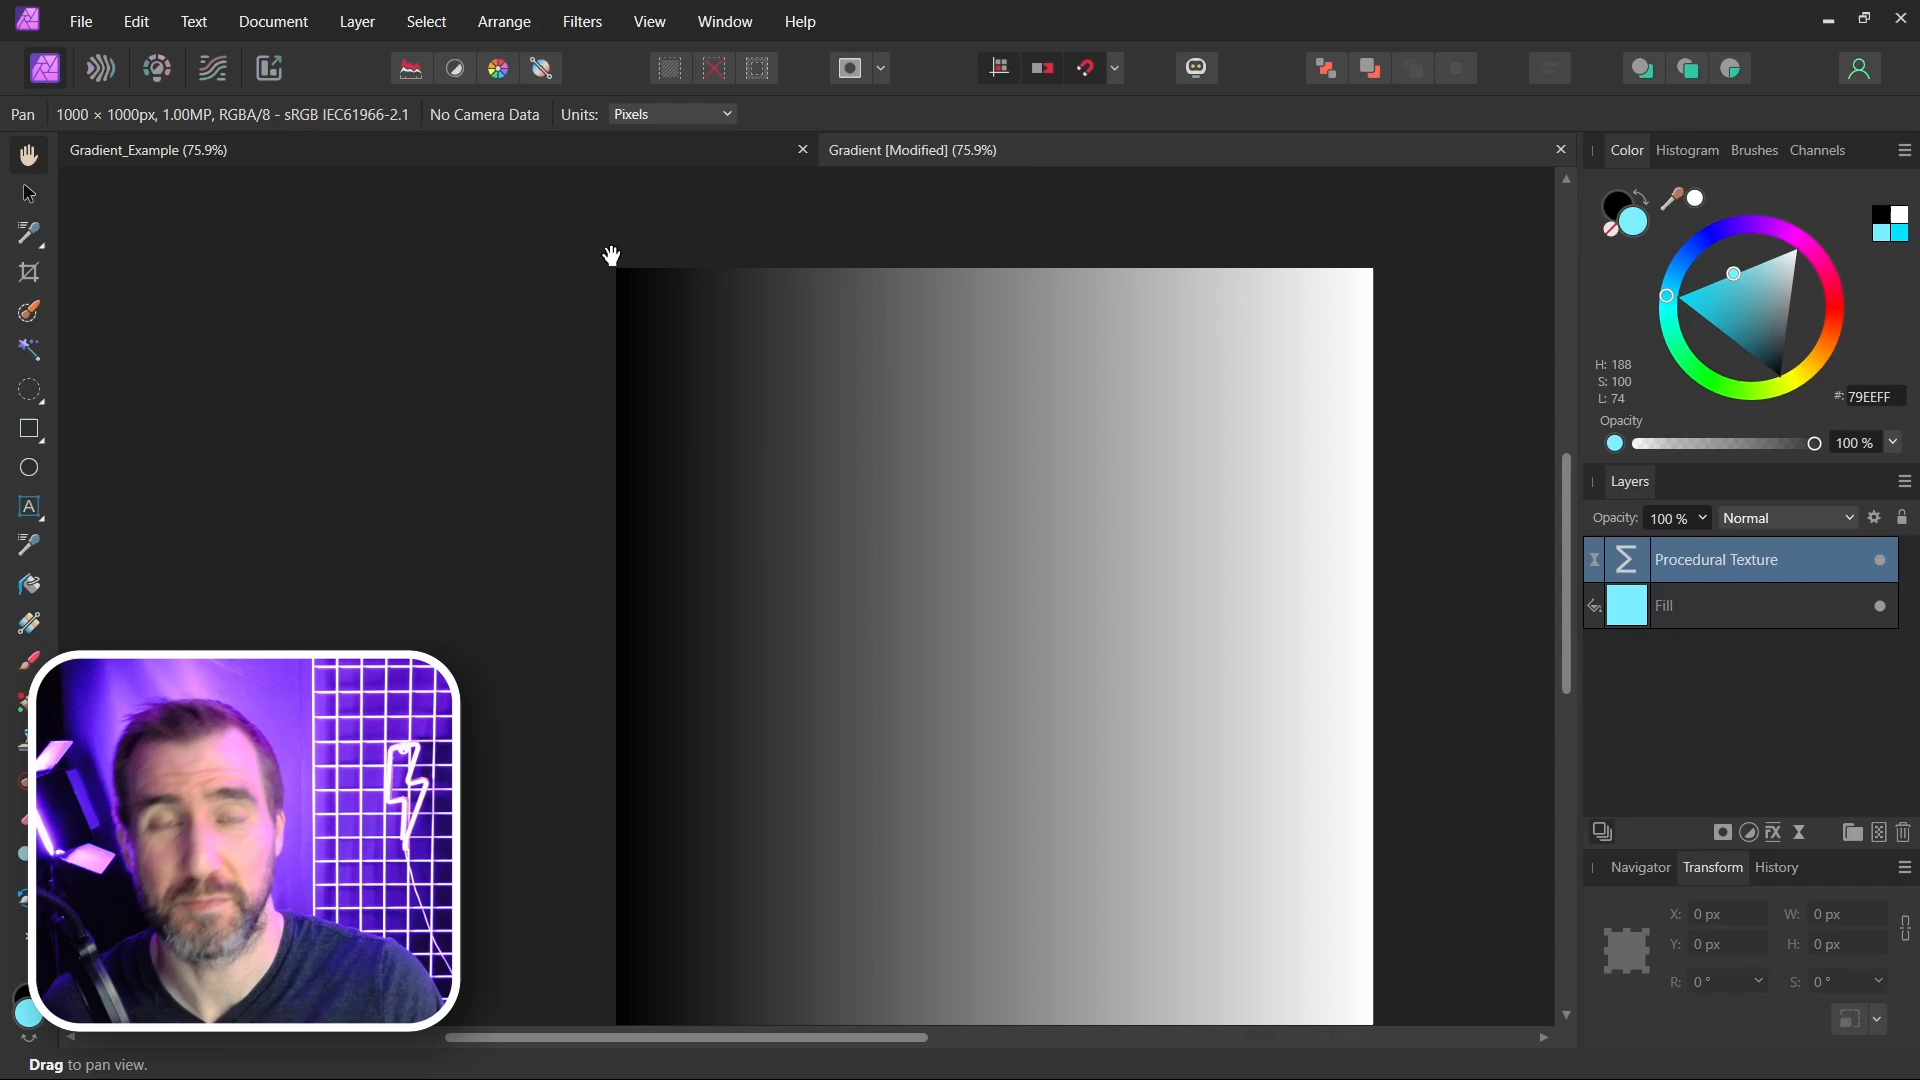 File Edit Text Document Layer Select Arrange Filters View Window Help
Pan 1000 × 1000px, 1.00MP, RGBA/8 - sRGB IEC61966-2.1 No Camera Data Units: Pixels
Gradient_Example (75.9%)
Gradient [Modified] (75.9%)
Color Histogram Brushes Channels
H: 188
S: 100
L: 74
#: 79EEFF
Opacity
100 %
Layers
Opacity: 100 % Normal
Procedural Texture
Fill
Navigator Transform History
X: 0 px W: 0 px
Y: 0 px H: 0 px
R: 0 ° S: 0 °
Drag to pan view.